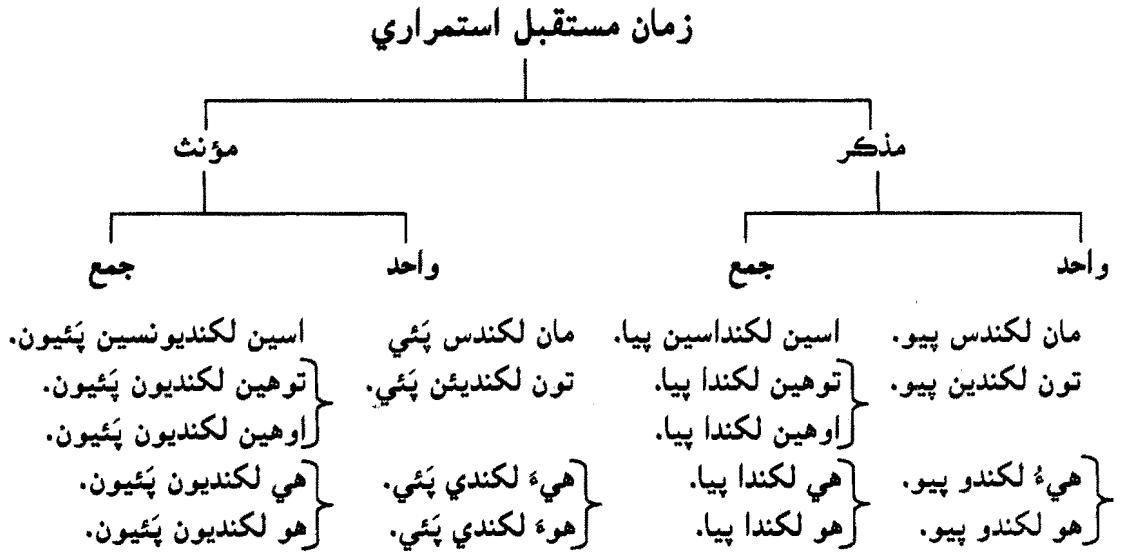 زمان مستقبل استمراري
مذڪر مؤنث
واحد جمع واحد جمع
مان لکندس پيو. اسين لکنداسين پيا. مان لکندس پَئي اسين لکنديونسين پَئيون.
تون لکندين پيو. توهين لکندا پيا. تون لکنديئن پَئي. توهين لکنديون پَئيون.
اوهين لکندا پيا. اوهين لکنديون پَئيون.
هيءُ لکندو پيو. هي لکندا پيا. هيءَ لکندي پَئي. هي لکنديون پَئيون.
هو لکندو پيو. هو لکندا پيا. هوءَ لکندي پَئي. هو لکنديون پَئيون.